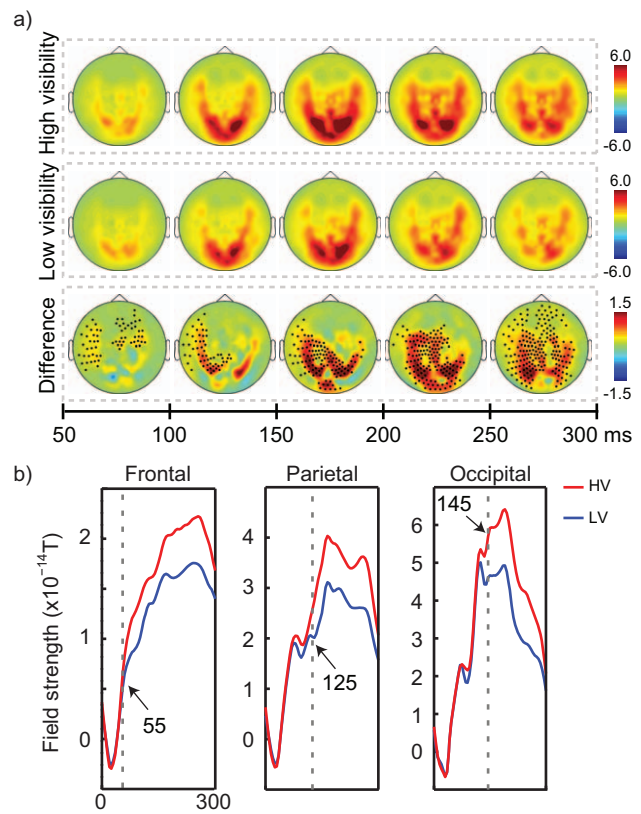 a)
High visibility
6.0
-6.0
Low visibility
6.0
-6.0
Difference
1.5
-1.5
50 100 150 200 250 300 ms
b)
Frontal Parietal Occipital
HV
LV
Field strength (x10⁻¹⁴T)
2
1
0
55
0 300
4
3
2
1
0
125
6
5
4
3
2
1
0
145